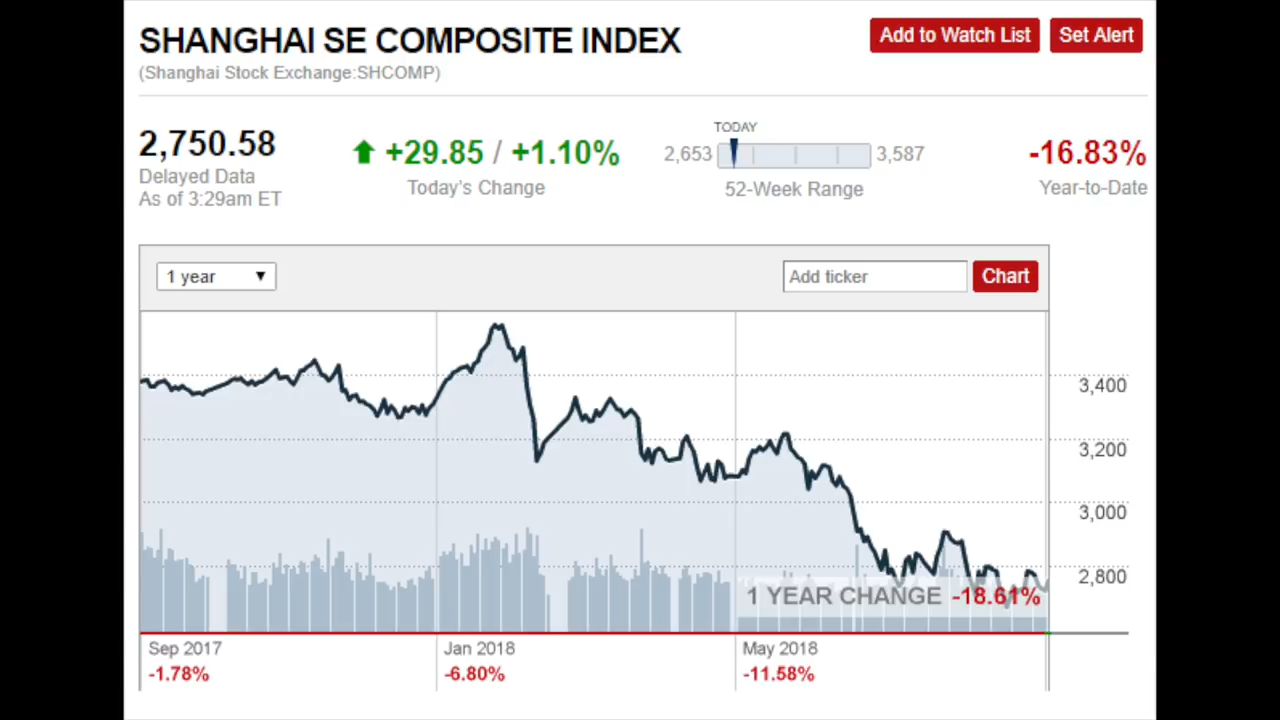 SHANGHAI SE COMPOSITE INDEX
Add to Watch List
Set Alert
(Shanghai Stock Exchange:SHCOMP)
TODAY
2,750.58
+29.85 / +1.10%
2,653
3,587
-16.83%
Delayed Data
Today's Change
52-Week Range
Year-to-Date
As of 3:29am ET
1 year
Add ticker
Chart
3,400
3,200
3,000
2,800
1 YEAR CHANGE -18.61%
Sep 2017
Jan 2018
May 2018
-1.78%
-6.80%
-11.58%